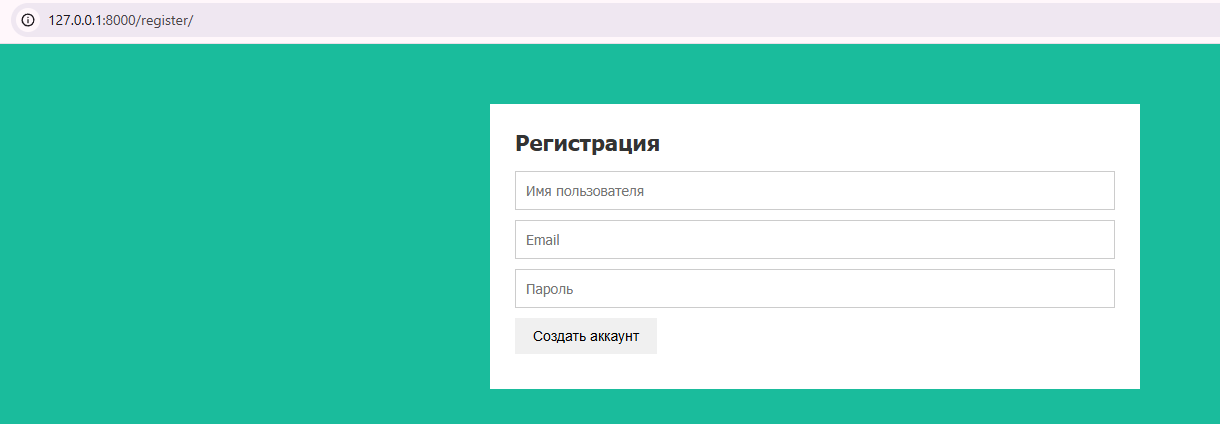 127.0.0.1:8000/register/
Регистрация
Имя пользователя
Email
Пароль
Создать аккаунт